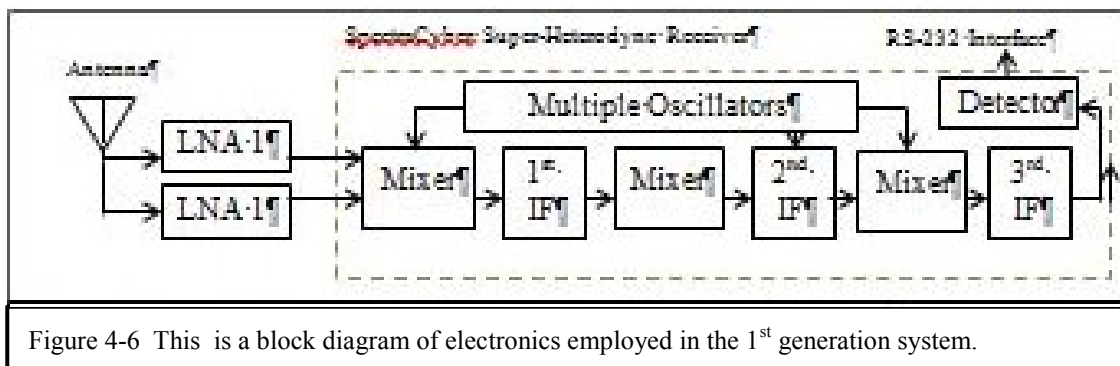 SpectraCyber·Super-Heterodyne·Receiver¶
RS-232·Interface¶
Antenna¶
Multiple·Oscillators¶
Detector¶
LNA·1¶
LNA·1¶
Mixer¶
1st·
IF¶
Mixer¶
2nd·
IF¶
Mixer¶
3rd·
IF¶
Figure 4-6 This is a block diagram of electronics employed in the 1st generation system.